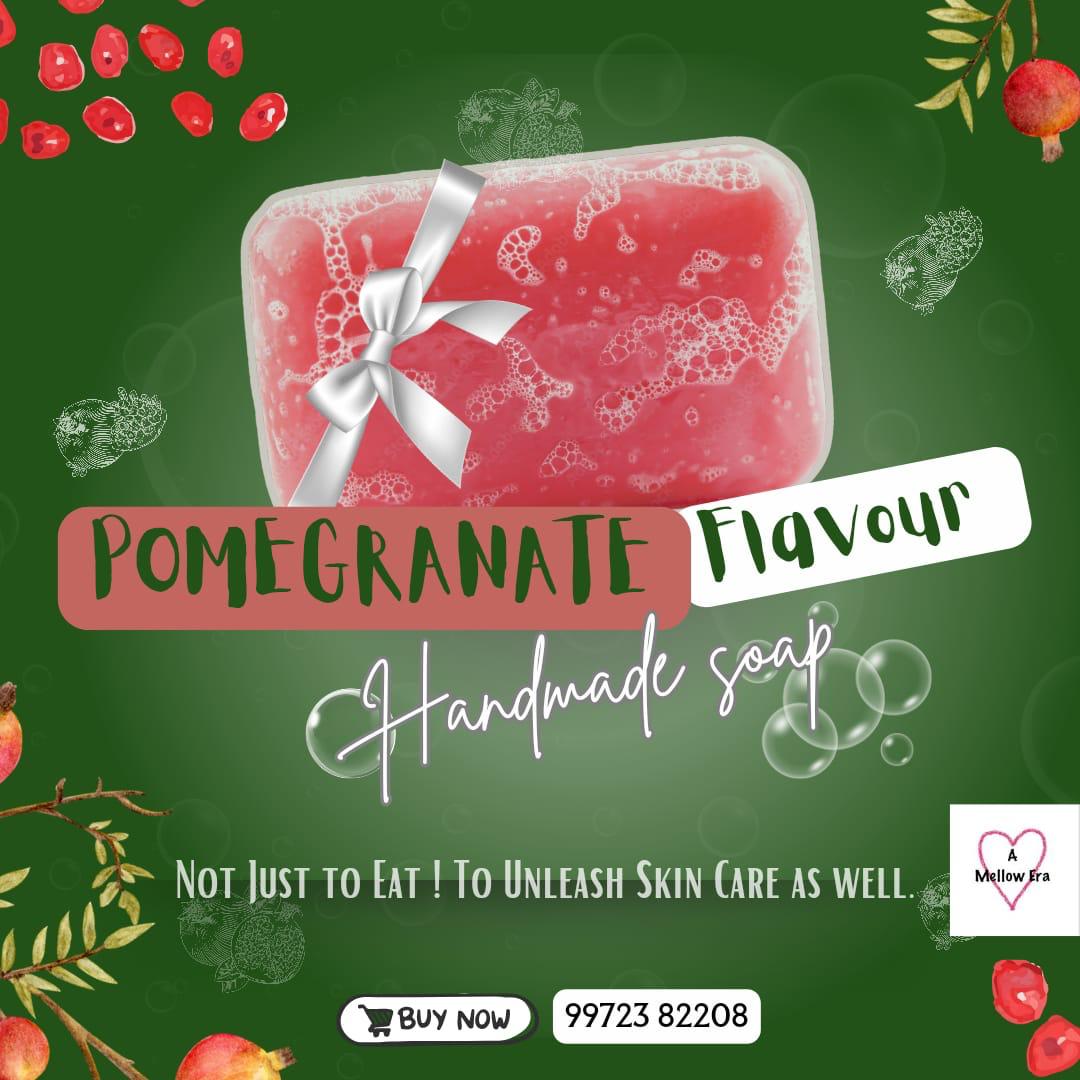 POMEGRANATE Flavour
Handmade soap
Not Just to Eat ! To Unleash Skin Care as well.
A
Mellow Era
BUY NOW
99723 82208